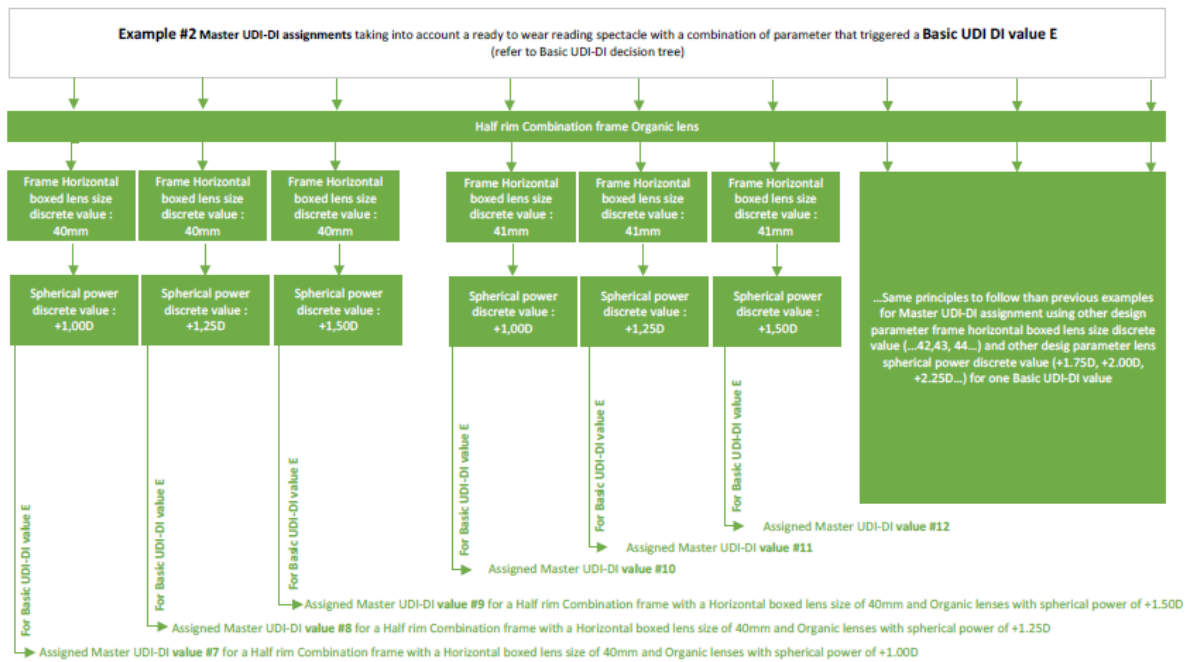 Example #2 Master UDI-DI assignments taking into account a ready to wear reading spectacle with a combination of parameter that triggered a Basic UDI DI value E
(refer to Basic UDI-DI decision tree)
Half rim Combination frame Organic lens
Frame Horizontal
boxed lens size
discrete value :
40mm
Frame Horizontal
boxed lens size
discrete value :
40mm
Frame Horizontal
boxed lens size
discrete value :
40mm
Frame Horizontal
boxed lens size
discrete value :
41mm
Frame Horizontal
boxed lens size
discrete value :
41mm
Frame Horizontal
boxed lens size
discrete value :
41mm
Spherical power
discrete value :
+1,00D
Spherical power
discrete value :
+1,25D
Spherical power
discrete value :
+1,50D
Spherical power
discrete value :
+1,00D
Spherical power
discrete value :
+1,25D
Spherical power
discrete value :
+1,50D
...Same principles to follow than previous examples
for Master UDI-DI assignment using other design
parameter frame horizontal boxed lens size discrete
value (...42,43, 44...) and other desig parameter lens
spherical power discrete value (+1.75D, +2.00D,
+2.25D...) for one Basic UDI-DI value
For Basic UDI-DI value E
For Basic UDI-DI value E
For Basic UDI-DI value E
For Basic UDI-DI value E
For Basic UDI-DI value E
For Basic UDI-DI value E
Assigned Master UDI-DI value #12
Assigned Master UDI-DI value #11
Assigned Master UDI-DI value #10
Assigned Master UDI-DI value #9 for a Half rim Combination frame with a Horizontal boxed lens size of 40mm and Organic lenses with spherical power of +1.50D
Assigned Master UDI-DI value #8 for a Half rim Combination frame with a Horizontal boxed lens size of 40mm and Organic lenses with spherical power of +1.25D
Assigned Master UDI-DI value #7 for a Half rim Combination frame with a Horizontal boxed lens size of 40mm and Organic lenses with spherical power of +1.00D